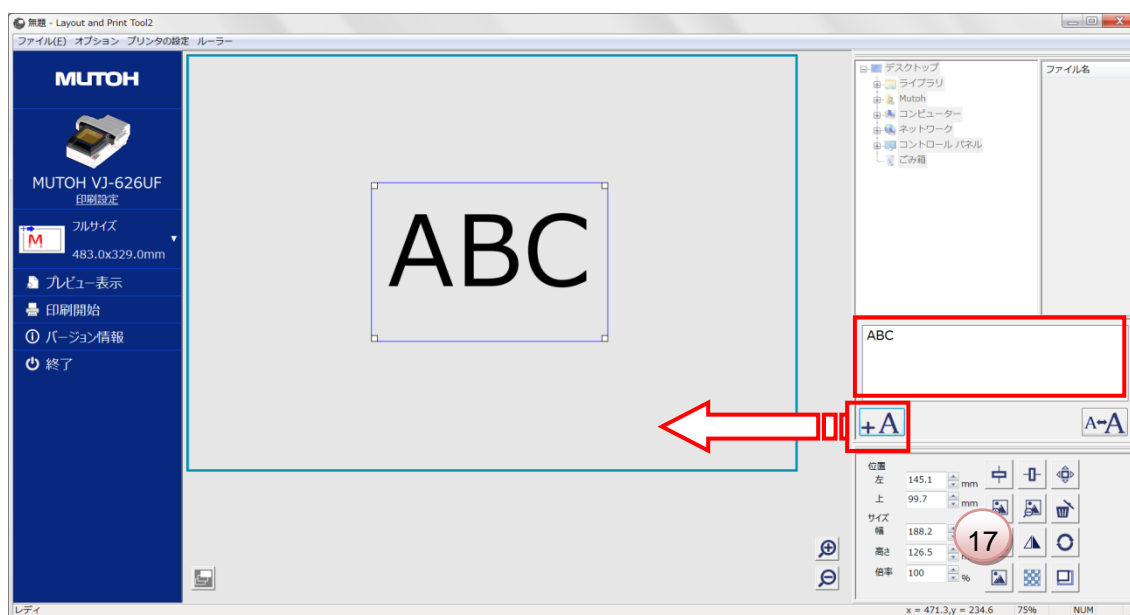 無題 - Layout and Print Tool2
ファイル(E) オプション プリンタの設定 ルーラー
MUTOH
MUTOH VJ-626UF
印刷設定
M
フルサイズ
483.0x329.0mm
プレビュー表示
印刷開始
バージョン情報
終了
ABC
デスクトップ
ライブラリ
Mutoh
コンピューター
ネットワーク
コントロール パネル
ごみ箱
ファイル名
ABC
+A
A↔A
位置
左 145.1 mm
上 99.7 mm
サイズ
幅 188.2
高さ 126.5
倍率 100 %
17
レディ
x = 471.3,y = 234.6 75% NUM